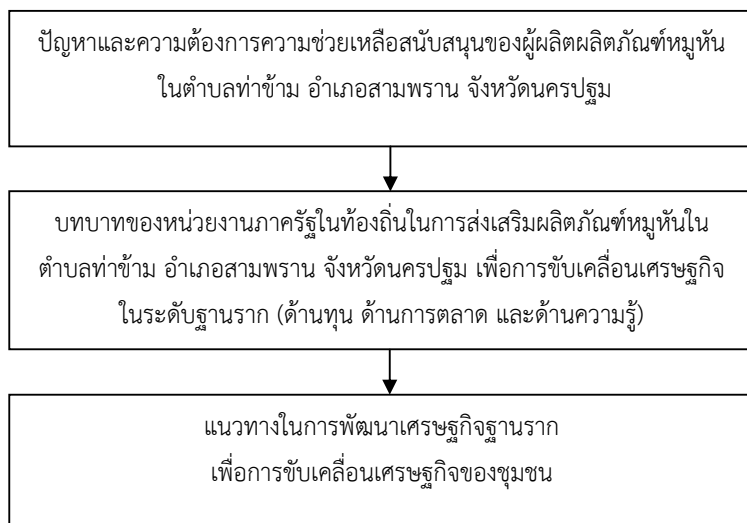 ปัญหาและความต้องการความช่วยเหลือสนับสนุนของผู้ผลิตผลิตภัณฑ์หมูหัน
ในตำบลท่าข้าม อำเภอสามพราน จังหวัดนครปฐม
บทบาทของหน่วยงานภาครัฐในท้องถิ่นในการส่งเสริมผลิตภัณฑ์หมูหันใน
ตำบลท่าข้าม อำเภอสามพราน จังหวัดนครปฐม เพื่อการขับเคลื่อนเศรษฐกิจ
ในระดับฐานราก (ด้านทุน ด้านการตลาด และด้านความรู้)
แนวทางในการพัฒนาเศรษฐกิจฐานราก
เพื่อการขับเคลื่อนเศรษฐกิจของชุมชน